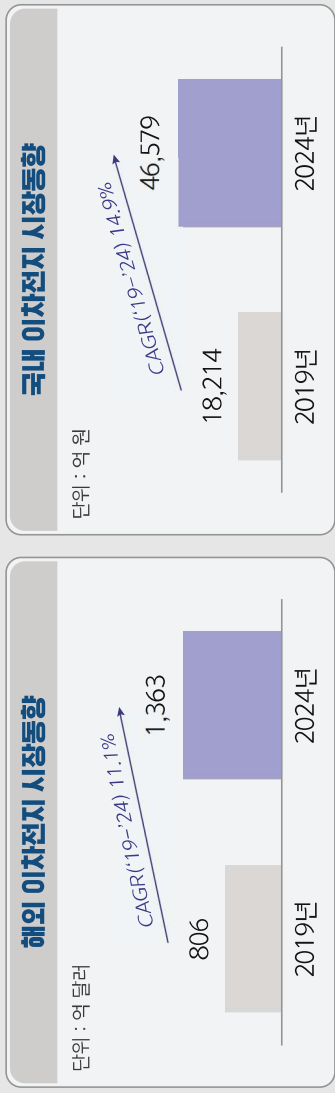 해외 이차전지 시장동향
단위 : 억 달러
CAGR(‘19-’24) 11.1%
806
1,363
2019년
2024년
국내 이차전지 시장동향
단위 : 억 원
CAGR(‘19-’24) 14.9%
18,214
46,579
2019년
2024년